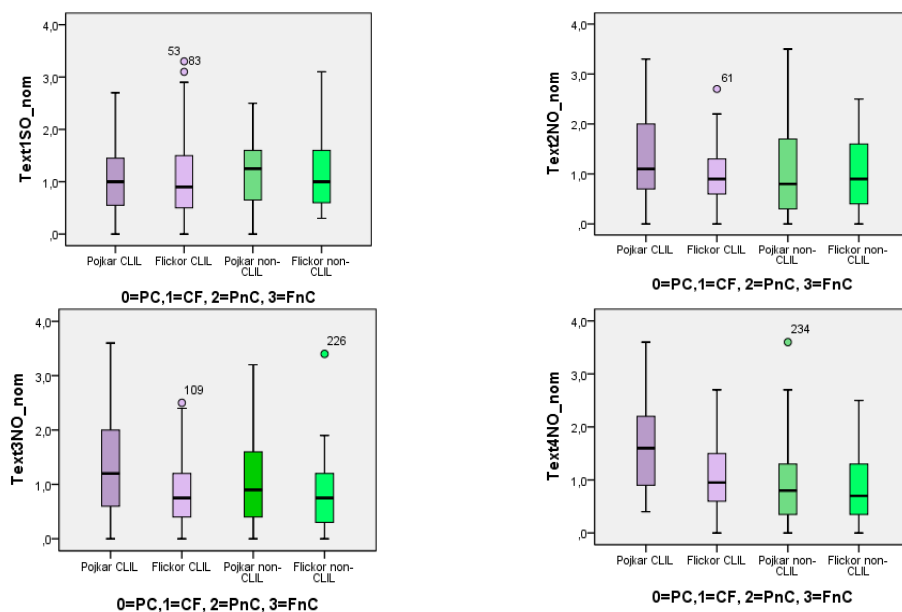 4,0
3,0
2,0
1,0
,0
Text1SO_nom
53
83
Pojkar CLIL
Flickor CLIL
Pojkar non-
CLIL
Flickor non-
CLIL
0=PC,1=CF, 2=PnC, 3=FnC
4,0
3,0
2,0
1,0
,0
Text2NO_nom
61
Pojkar CLIL
Flickor CLIL
Pojkar non-
CLIL
Flickor non-
CLIL
0=PC,1=CF, 2=PnC, 3=FnC
4,0
3,0
2,0
1,0
,0
Text3NO_nom
109
226
Pojkar CLIL
Flickor CLIL
Pojkar non-
CLIL
Flickor non-
CLIL
0=PC,1=CF, 2=PnC, 3=FnC
4,0
3,0
2,0
1,0
,0
Text4NO_nom
234
Pojkar CLIL
Flickor CLIL
Pojkar non-
CLIL
Flickor non-
CLIL
0=PC,1=CF, 2=PnC, 3=FnC